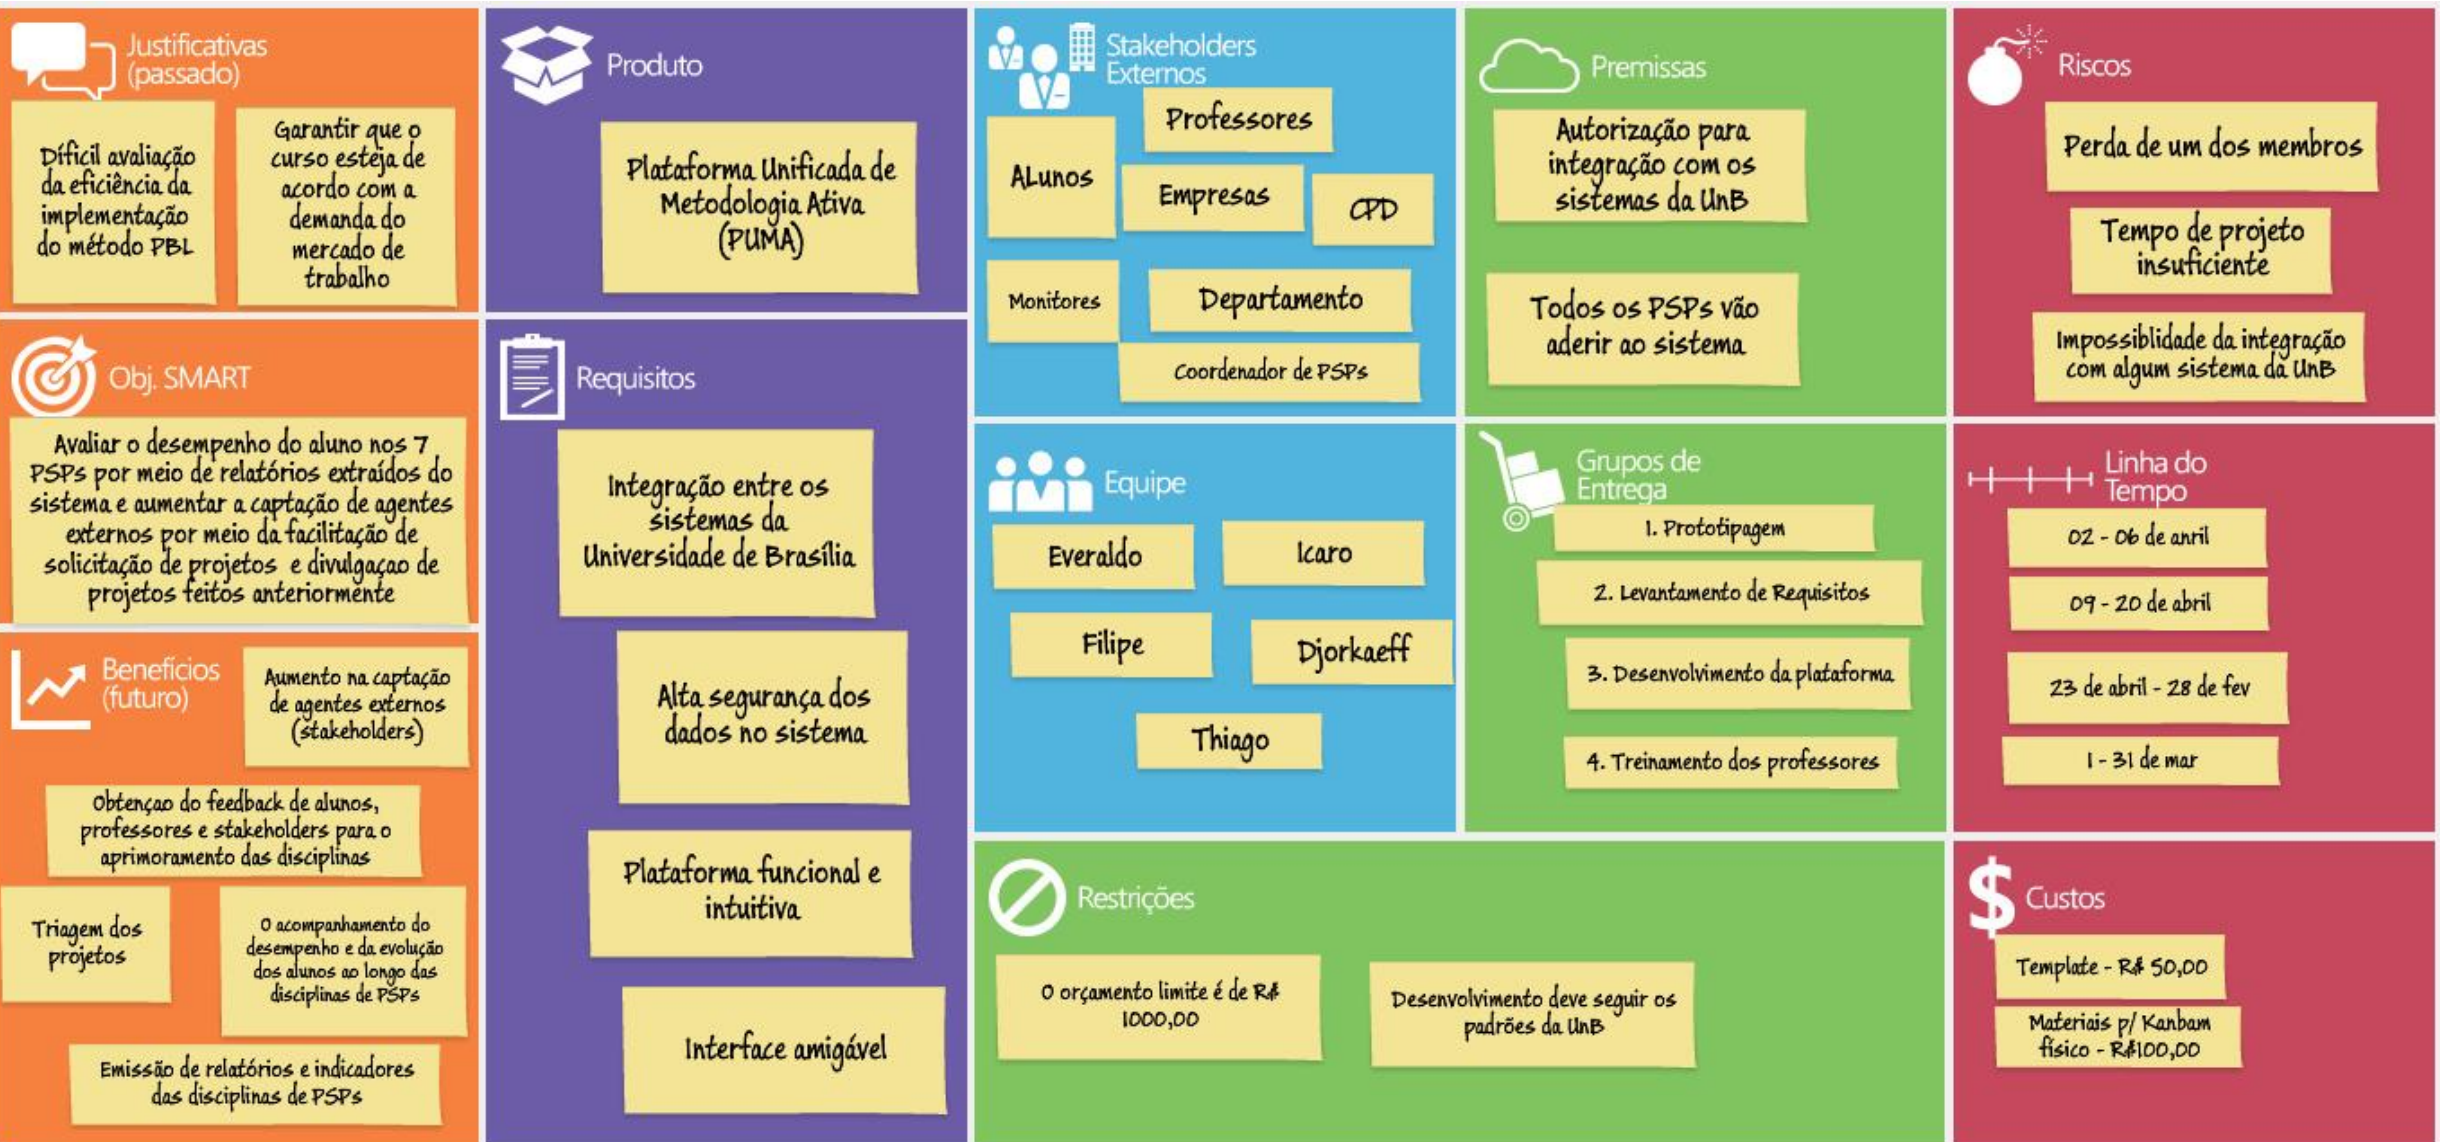 Justificativas
(passado)
Difícil avaliação
da eficiência da
implementação
do método PBL
Garantir que o
curso esteja de
acordo com a
demanda do
mercado de
trabalho
Obj. SMART
Avaliar o desempenho do aluno nos 7
PSPs por meio de relatórios extraídos do
sistema e aumentar a captação de agentes
externos por meio da facilitação de
solicitação de projetos e divulgaçao de
projetos feitos anteriormente
Benefícios
(futuro)
Aumento na captação
de agentes externos
(stakeholders)
Obtençao do feedback de alunos,
professores e stakeholders para o
aprimoramento das disciplinas
Triagem dos
projetos
O acompanhamento do
desempenho e da evolução
dos alunos ao longo das
disciplinas de PSPs
Emissão de relatórios e indicadores
das disciplinas de PSPs
Produto
Plataforma Unificada de
Metodologia Ativa
(PUMA)
Requisitos
Integração entre os
sistemas da
Universidade de Brasília
Alta segurança dos
dados no sistema
Plataforma funcional e
intuitiva
Interface amigável
Stakeholders
Externos
Professores
ALunos
Empresas
CPD
Monitores
Departamento
Coordenador de PSPs
Equipe
Everaldo
Icaro
Filipe
Djorkaeff
Thiago
Premissas
Autorização para
integração com os
sistemas da UnB
Todos os PSPs vão
aderir ao sistema
Grupos de
Entrega
1. Prototipagem
2. Levantamento de Requisitos
3. Desenvolvimento da plataforma
4. Treinamento dos professores
Restrições
O orçamento limite é de R$
1000,00
Desenvolvimento deve seguir os
padrões da UnB
Riscos
Perda de um dos membros
Tempo de projeto
insuficiente
Impossiblidade da integração
com algum sistema da UnB
Linha do
Tempo
02 - 06 de anril
09 - 20 de abril
23 de abril - 28 de fev
1 - 31 de mar
Custos
Template - R$ 50,00
Materiais p/ Kanbam
físico - R$100,00